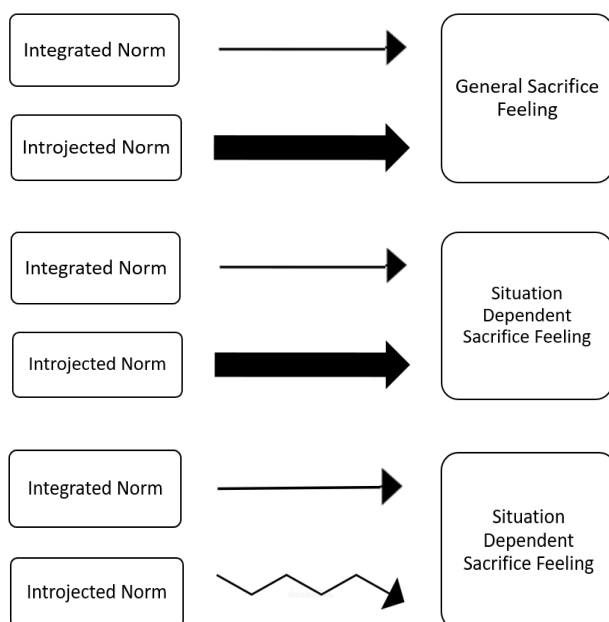 Integrated Norm
Introjected Norm
General Sacrifice
Feeling
Integrated Norm
Introjected Norm
Situation
Dependent
Sacrifice Feeling
Integrated Norm
Introjected Norm
Situation
Dependent
Sacrifice Feeling